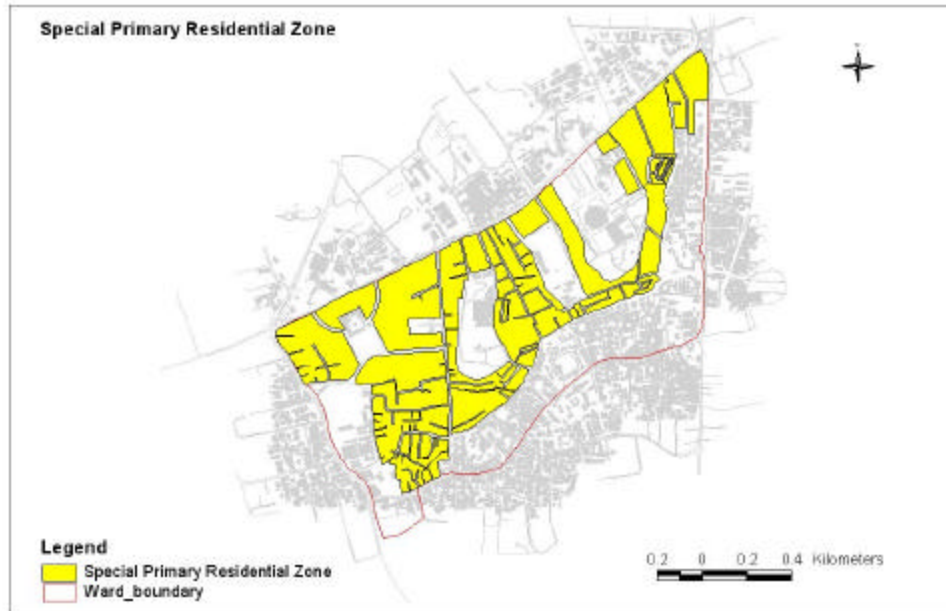 Special Primary Residential Zone
Legend
Special Primary Residential Zone
Ward_boundary
0.2 0 0.2 0.4 Kilometers